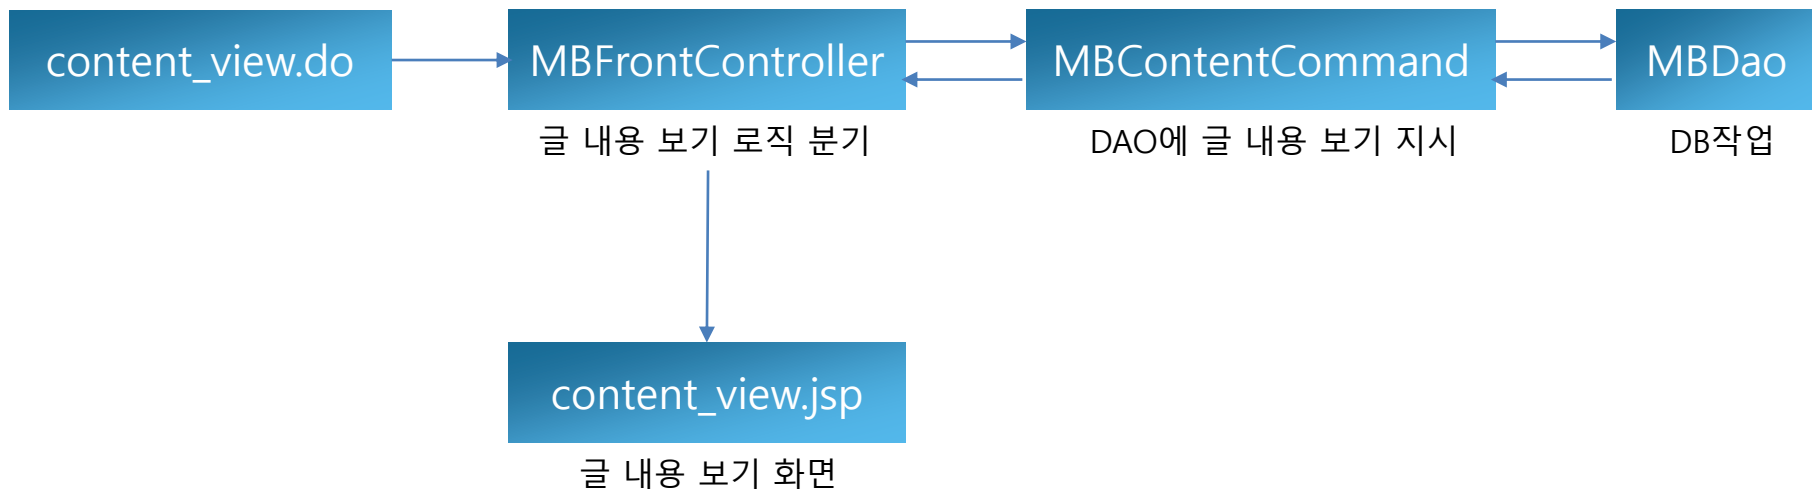 content_view.do
MBFrontController
MBContentCommand
MBDao
글 내용 보기 로직 분기
DAO에 글 내용 보기 지시
DB작업
content_view.jsp
글 내용 보기 화면